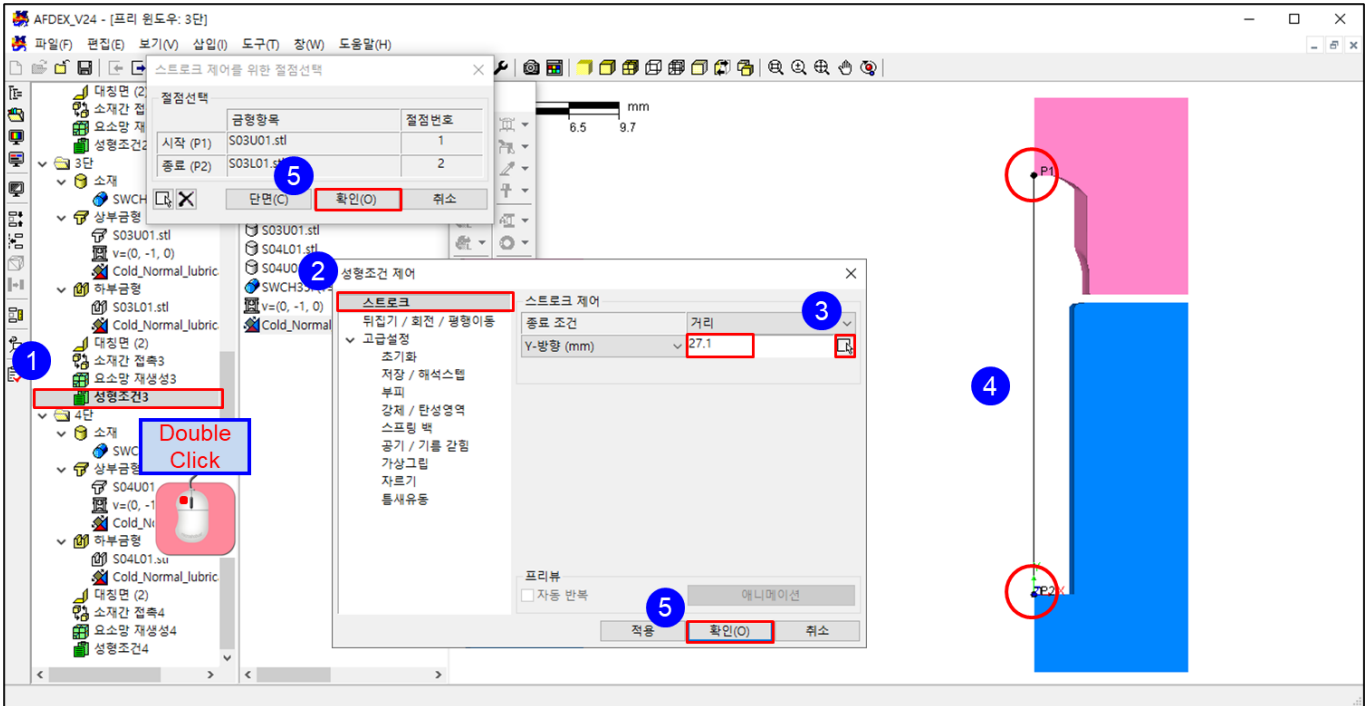 AFDEX_V24 - [프리 윈도우: 3단]
파일(F) 편집(E) 보기(V) 삽입(I) 도구(T) 창(W) 도움말(H)
스트로크 제어를 위한 절점선택
절점선택
금형항목 절점번호
시작 (P1) S03U01.stl 1
종료 (P2) S03L01.stl 2
5
단면(C) 확인(O) 취소
mm
6.5 9.7
대칭면 (2)
소재간 접
요소망 재
성형조건2
3단
소재
SWCH
상부금형
S03U01.stl
v=(0, -1, 0)
Cold_Normal_lubric
하부금형
S03L01.stl
Cold_Normal_lubric
대칭면 (2)
소재간 접촉3
요소망 재생성3
1
성형조건3
4단
소재
SWC
상부금형
S04U01
v=(0, -1
Cold_No
하부금형
S04L01.stl
Cold_Normal_lubric
대칭면 (2)
소재간 접촉4
요소망 재생성4
성형조건4
Double
Click
S03U01.stl
S04L01.stl
S04U0
v=(0, -1, 0)
Cold_Normal
2
성형조건 제어
스트로크
뒤집기 / 회전 / 평행이동
고급설정
초기화
저장 / 해석스텝
부피
강체 / 탄성영역
스프링 백
공기 / 기름 갇힘
가상그립
자르기
틈새유동
스트로크 제어
3
종료 조건 거리
Y-방향 (mm) 27.1
프리뷰
자동 반복 애니메이션
5
적용 확인(O) 취소
P1
4
Y
ZP2X